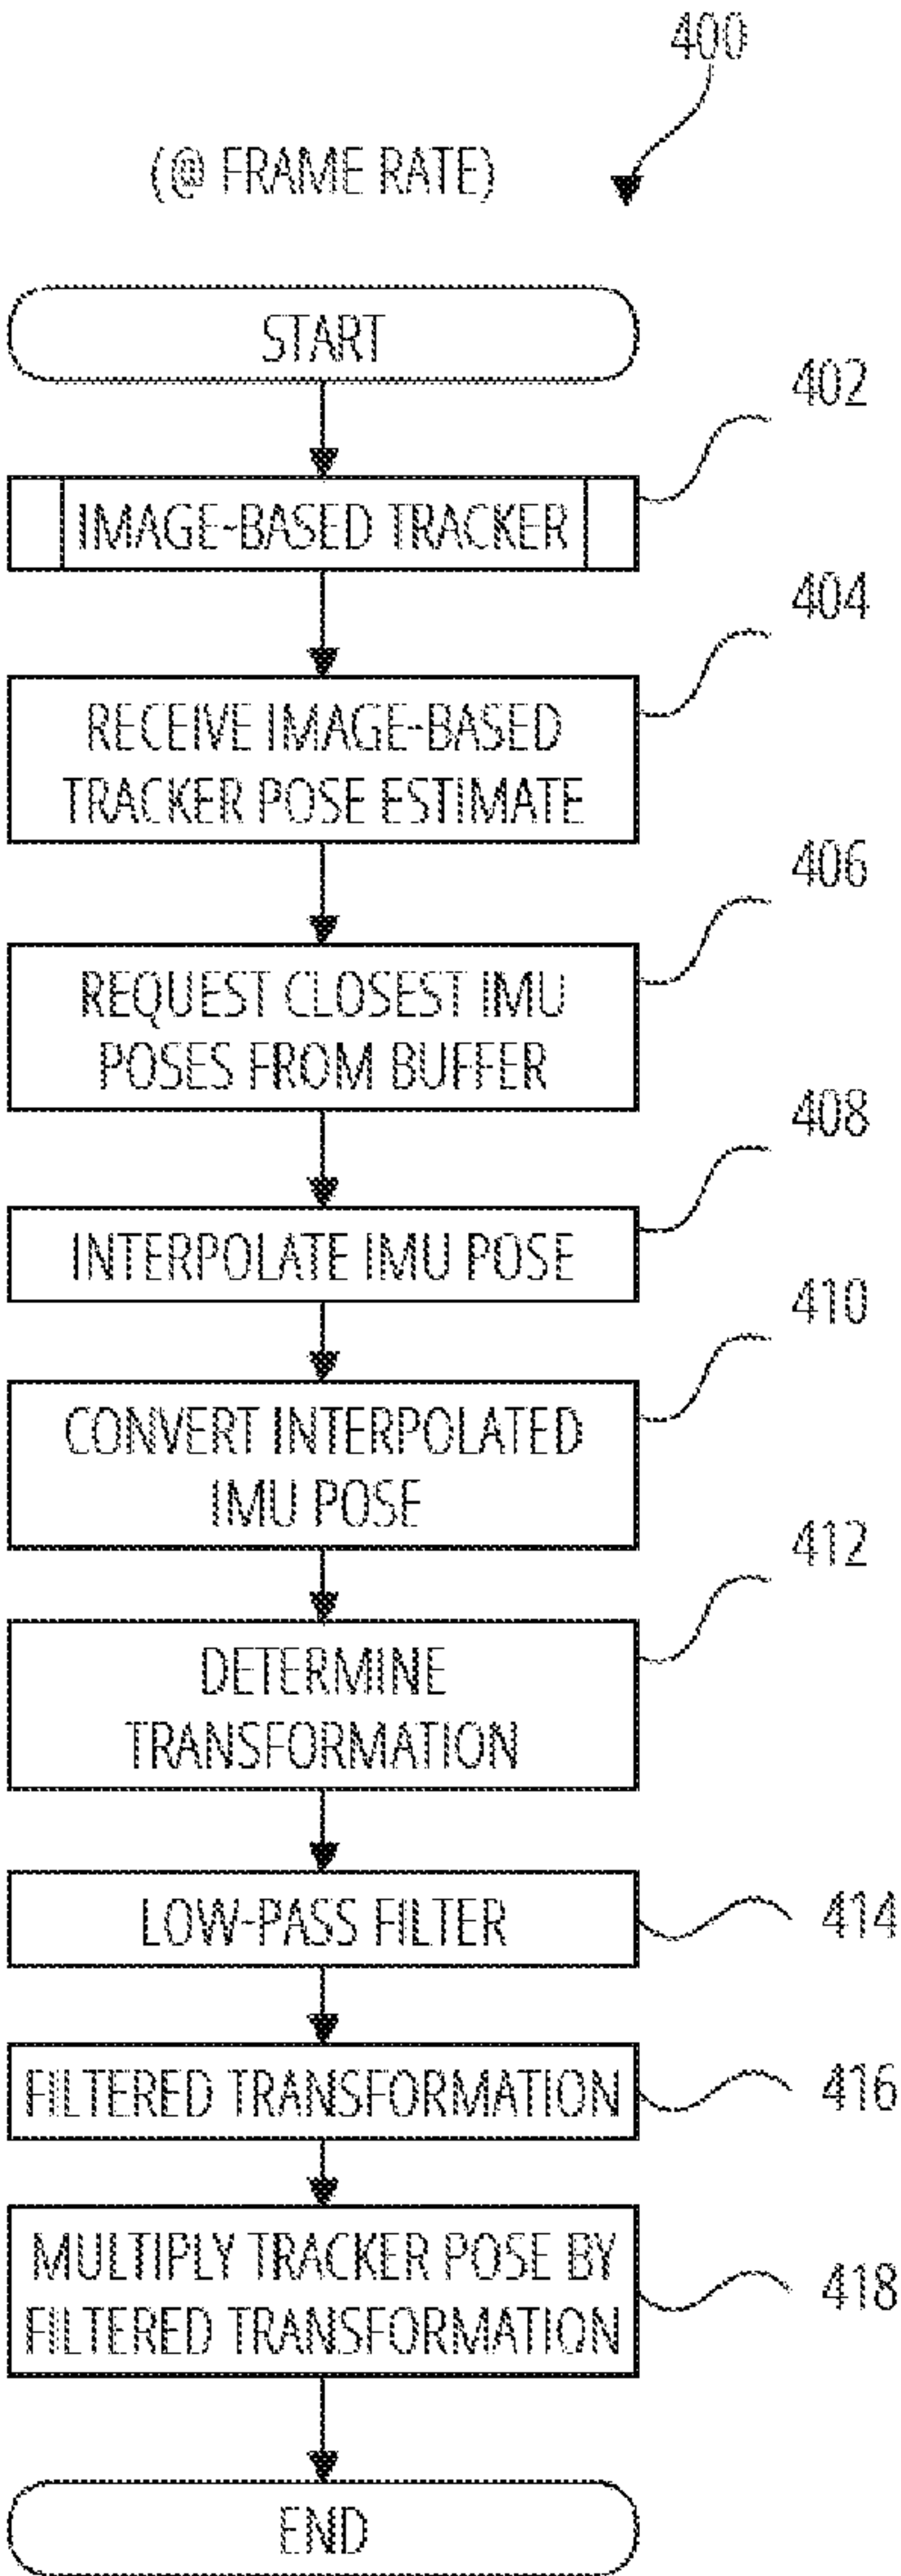 400
(@ FRAME RATE)
START
402
IMAGE-BASED TRACKER
404
RECEIVE IMAGE-BASED
TRACKER POSE ESTIMATE
406
REQUEST CLOSEST IMU
POSES FROM BUFFER
408
INTERPOLATE IMU POSE
410
CONVERT INTERPOLATED
IMU POSE
412
DETERMINE
TRANSFORMATION
LOW-PASS FILTER
414
FILTERED TRANSFORMATION
416
MULTIPLY TRACKER POSE BY
FILTERED TRANSFORMATION
418
END